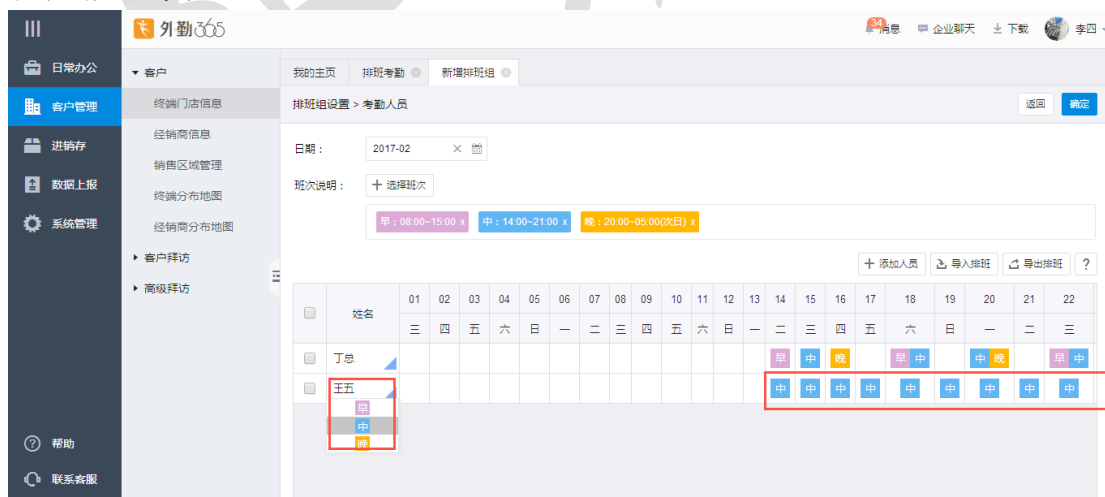 外勤365
34
消息 企业聊天 下载 李四
日常办公
客户管理
进销存
数据上报
系统管理
帮助
联系客服
客户
终端门店信息
经销商信息
销售区域管理
终端分布地图
经销商分布地图
客户拜访
高级拜访
我的主页 排班考勤 新增排班组
排班组设置 > 考勤人员 返回 确定
日期： 2017-02
班次说明： + 选择班次
早：08:00~15:00 x 中：14:00~21:00 x 晚：20:00~05:00(次日) x
+ 添加人员 导入排班 导出排班 ?
姓名 01 02 03 04 05 06 07 08 09 10 11 12 13 14 15 16 17 18 19 20 21 22
三 四 五 六 日 一 二 三 四 五 六 日 一 二 三 四 五 六 日 一 二 三
丁总 早 中 晚 早 中 中 晚 早 中
王五 中 中 中 中 中 中 中 中 中
早
中
晚